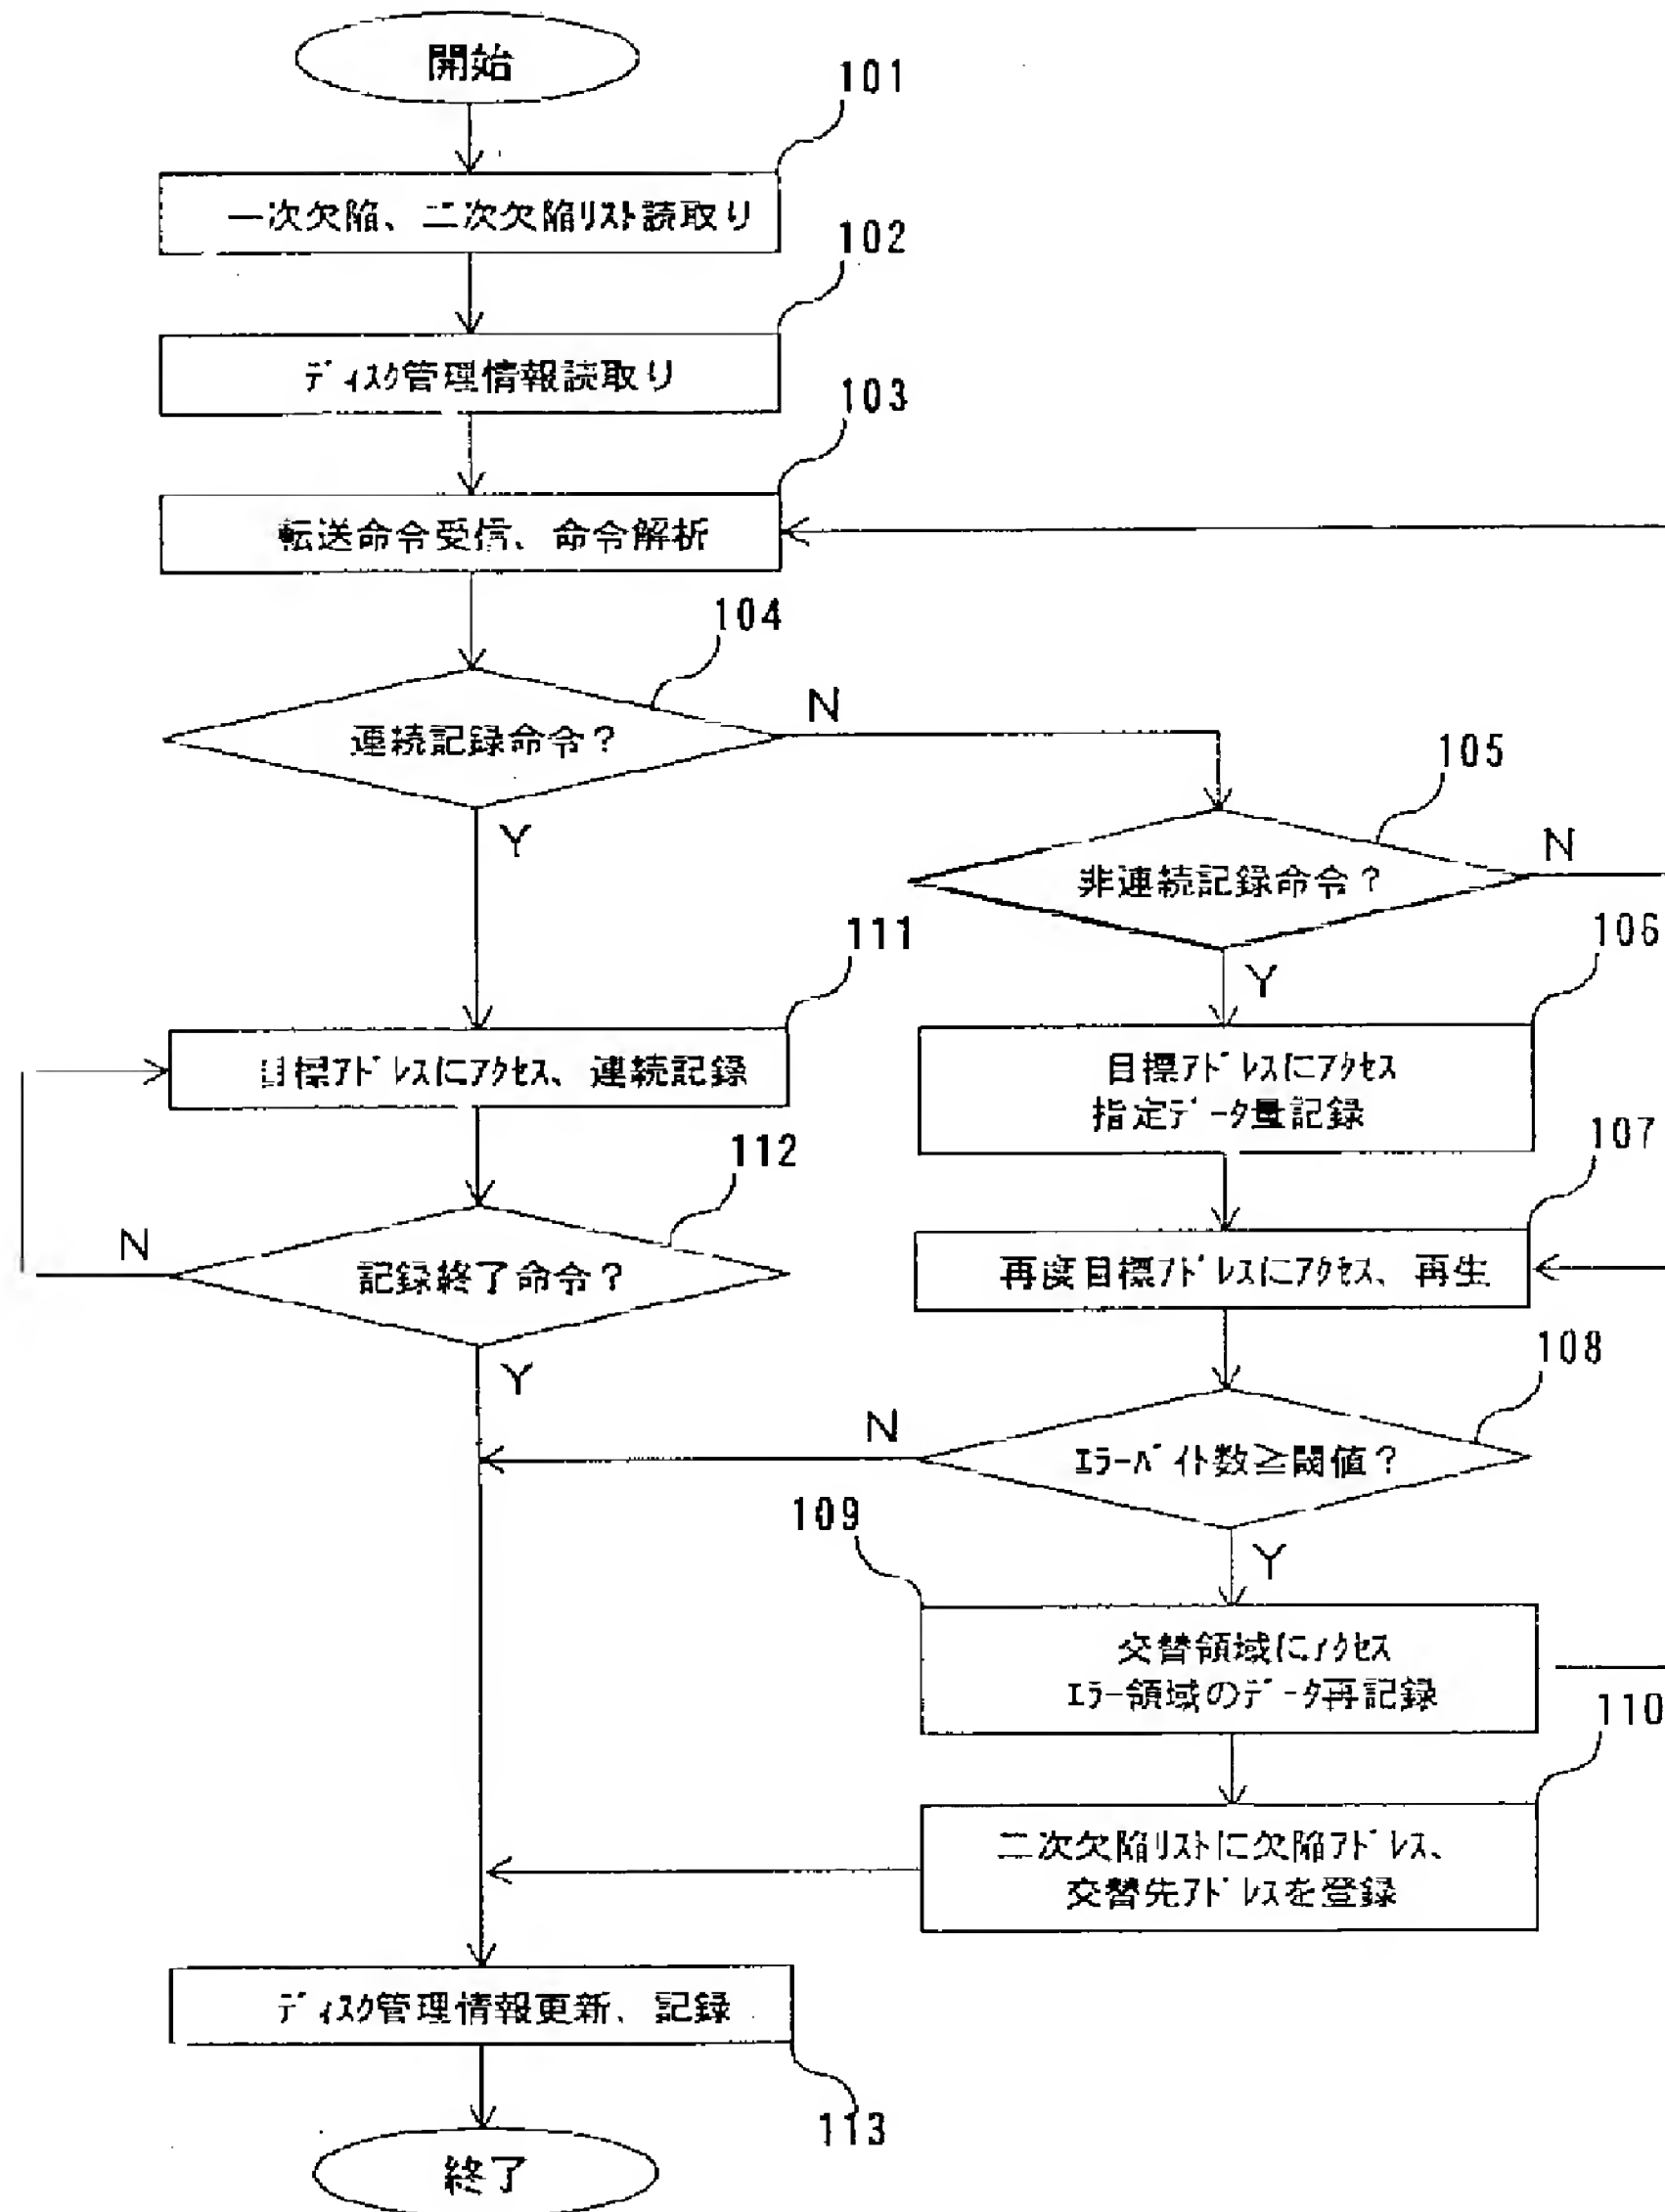 開始
101
一次欠陥、二次欠陥ﾘｽﾄ読取り
102
ﾃﾞｨｽｸ管理情報読取り
103
転送命令受信、命令解析
104
連続記録命令？
N
105
Y
非連続記録命令？
N
111
106
Y
目標ｱﾄﾞﾚｽにｱｸｾｽ、連続記録
目標ｱﾄﾞﾚｽにｱｸｾｽ
指定ﾃﾞｰﾀ量記録
112
107
N
記録終了命令？
再度目標ｱﾄﾞﾚｽにｱｸｾｽ、再生
108
Y
N
ｴﾗｰﾊﾞｲﾄ数≧閾値？
109
Y
交替領域にｱｸｾｽ
ｴﾗｰ領域のﾃﾞｰﾀ再記録
110
二次欠陥ﾘｽﾄに欠陥ｱﾄﾞﾚｽ、
交替先ｱﾄﾞﾚｽを登録
ﾃﾞｨｽｸ管理情報更新、記録
113
終了